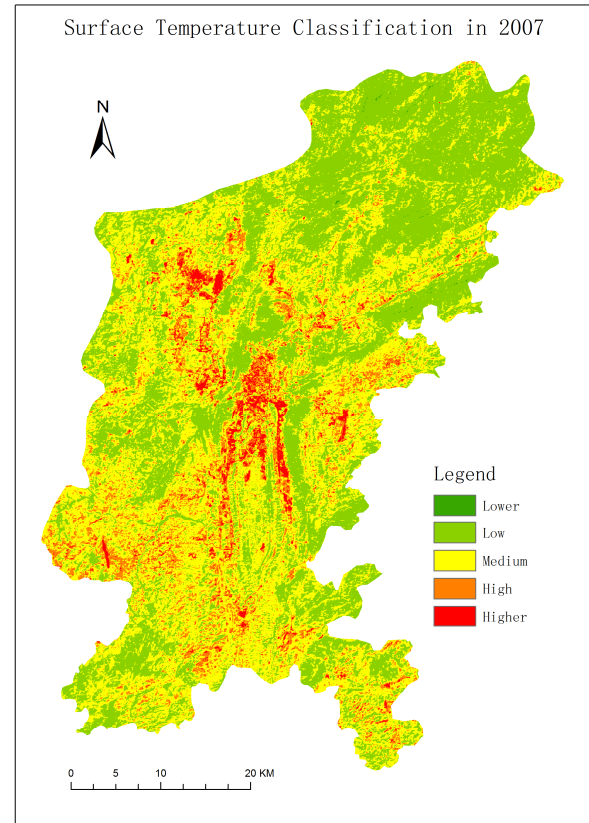 Surface Temperature Classification in 2007
N
Legend
Lower
Low
Medium
High
Higher
0 5 10 20 KM